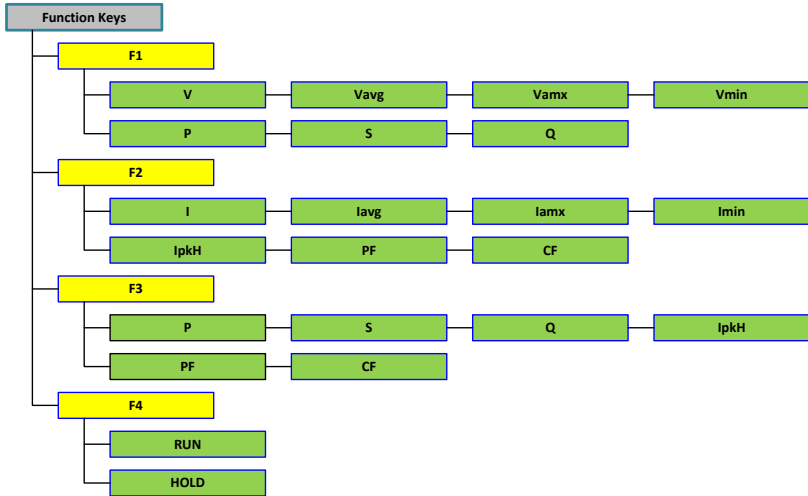 Function Keys
F1
V Vavg Vamx Vmin
P S Q
F2
I Iavg Iamx Imin
IpkH PF CF
F3
P S Q IpkH
PF CF
F4
RUN
HOLD